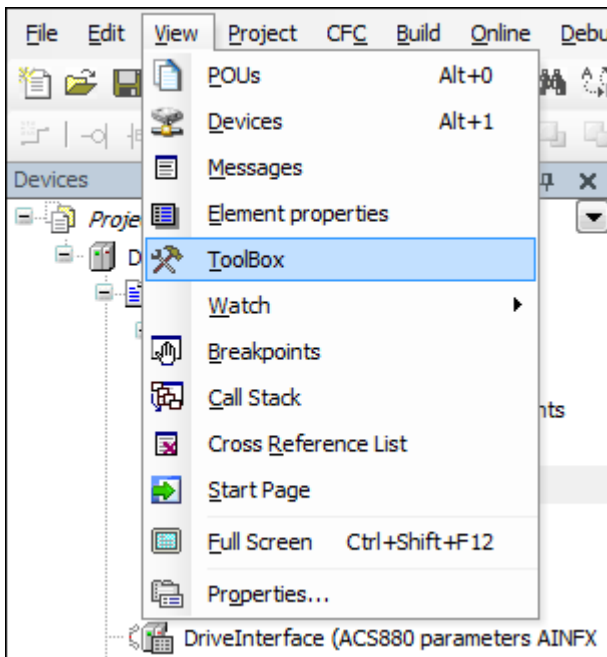 File Edit View Project CFC Build Online Debu
Devices
POUs Alt+0
Devices Alt+1
Messages
Proje
Element properties
D
ToolBox
Watch
Breakpoints
Call Stack
nts
Cross Reference List
Start Page
Full Screen Ctrl+Shift+F12
Properties...
DriveInterface (ACS880 parameters AINFX